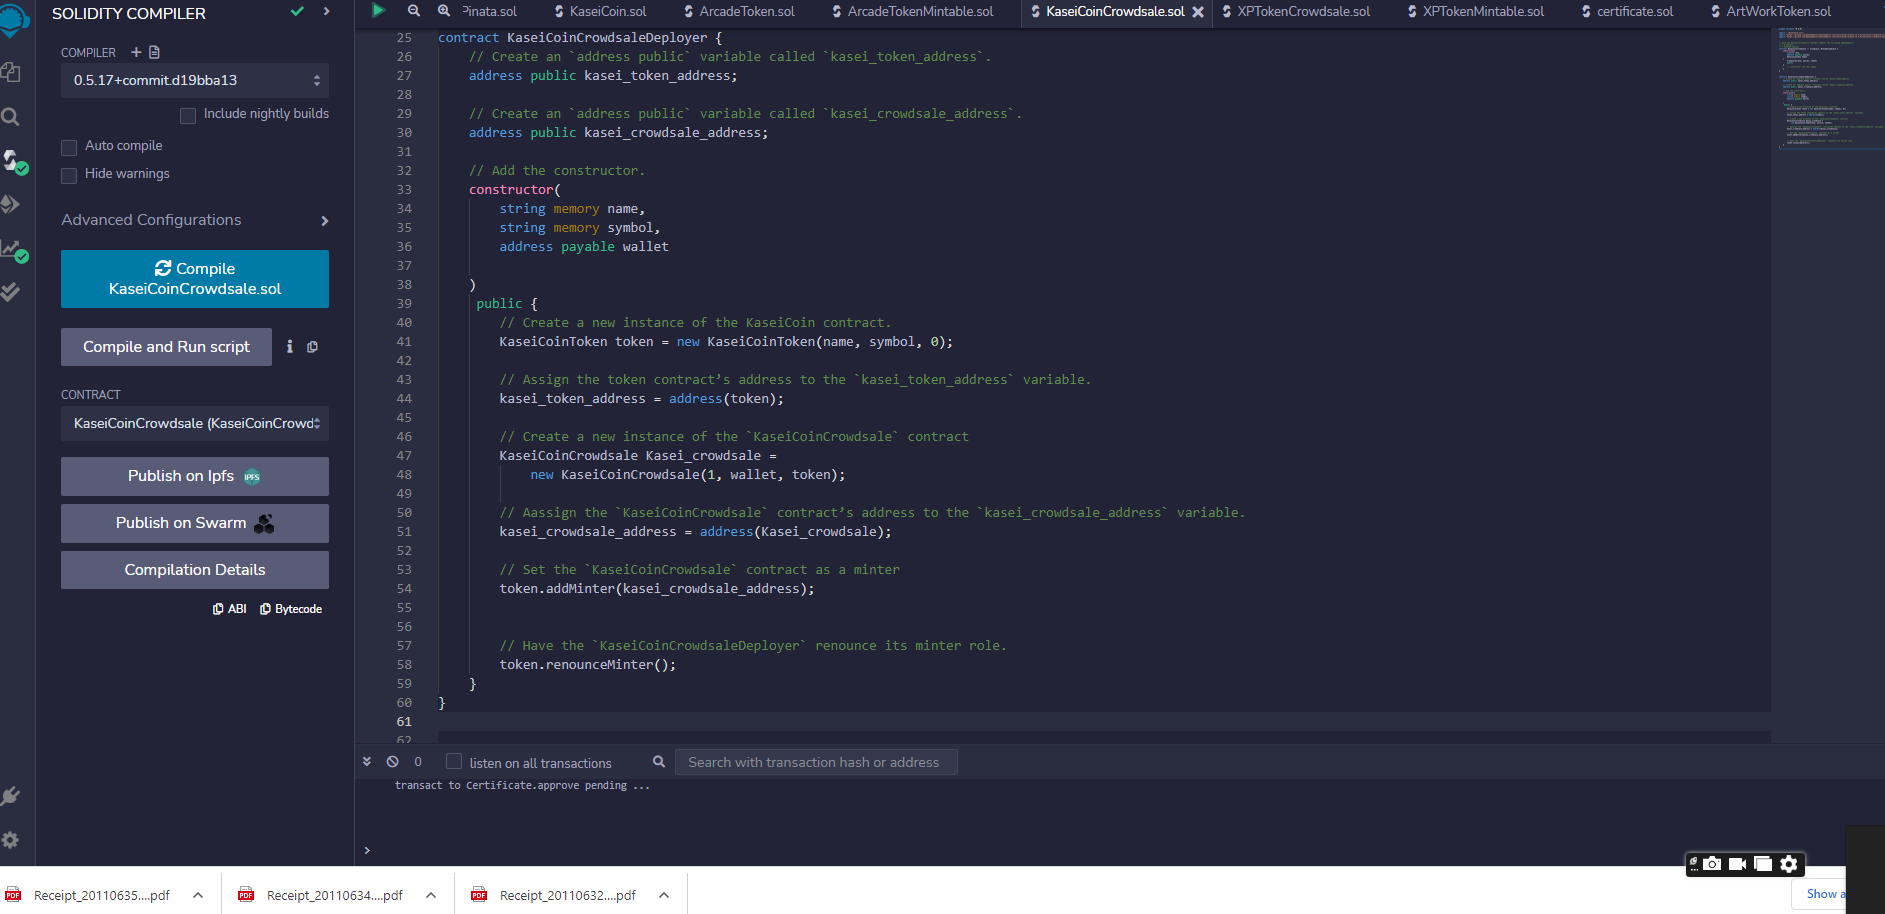 SOLIDITY COMPILER
COMPILER
0.5.17+commit.d19bba13
Include nightly builds
Auto compile
Hide warnings
Advanced Configurations
Compile
KaseiCoinCrowdsale.sol
Compile and Run script
CONTRACT
KaseiCoinCrowdsale (KaseiCoinCrowd
Publish on Ipfs IPFS
Publish on Swarm
Compilation Details
ABI Bytecode
Pinata.sol KaseiCoin.sol ArcadeToken.sol ArcadeTokenMintable.sol KaseiCoinCrowdsale.sol XPTokenCrowdsale.sol XPTokenMintable.sol certificate.sol ArtWorkToken.sol
25 contract KaseiCoinCrowdsaleDeployer {
26 // Create an `address public` variable called `kasei_token_address`.
27 address public kasei_token_address;
28
29 // Create an `address public` variable called `kasei_crowdsale_address`.
30 address public kasei_crowdsale_address;
31
32 // Add the constructor.
33 constructor(
34 string memory name,
35 string memory symbol,
36 address payable wallet
37
38 )
39 public {
40 // Create a new instance of the KaseiCoin contract.
41 KaseiCoinToken token = new KaseiCoinToken(name, symbol, 0);
42
43 // Assign the token contract’s address to the `kasei_token_address` variable.
44 kasei_token_address = address(token);
45
46 // Create a new instance of the `KaseiCoinCrowdsale` contract
47 KaseiCoinCrowdsale Kasei_crowdsale =
48 new KaseiCoinCrowdsale(1, wallet, token);
49
50 // Aassign the `KaseiCoinCrowdsale` contract’s address to the `kasei_crowdsale_address` variable.
51 kasei_crowdsale_address = address(Kasei_crowdsale);
52
53 // Set the `KaseiCoinCrowdsale` contract as a minter
54 token.addMinter(kasei_crowdsale_address);
55
56
57 // Have the `KaseiCoinCrowdsaleDeployer` renounce its minter role.
58 token.renounceMinter();
59 }
60 }
61
62
0 listen on all transactions Search with transaction hash or address
transact to Certificate.approve pending ...
>
PDF Receipt_20110635....pdf PDF Receipt_20110634....pdf PDF Receipt_20110632....pdf Show a